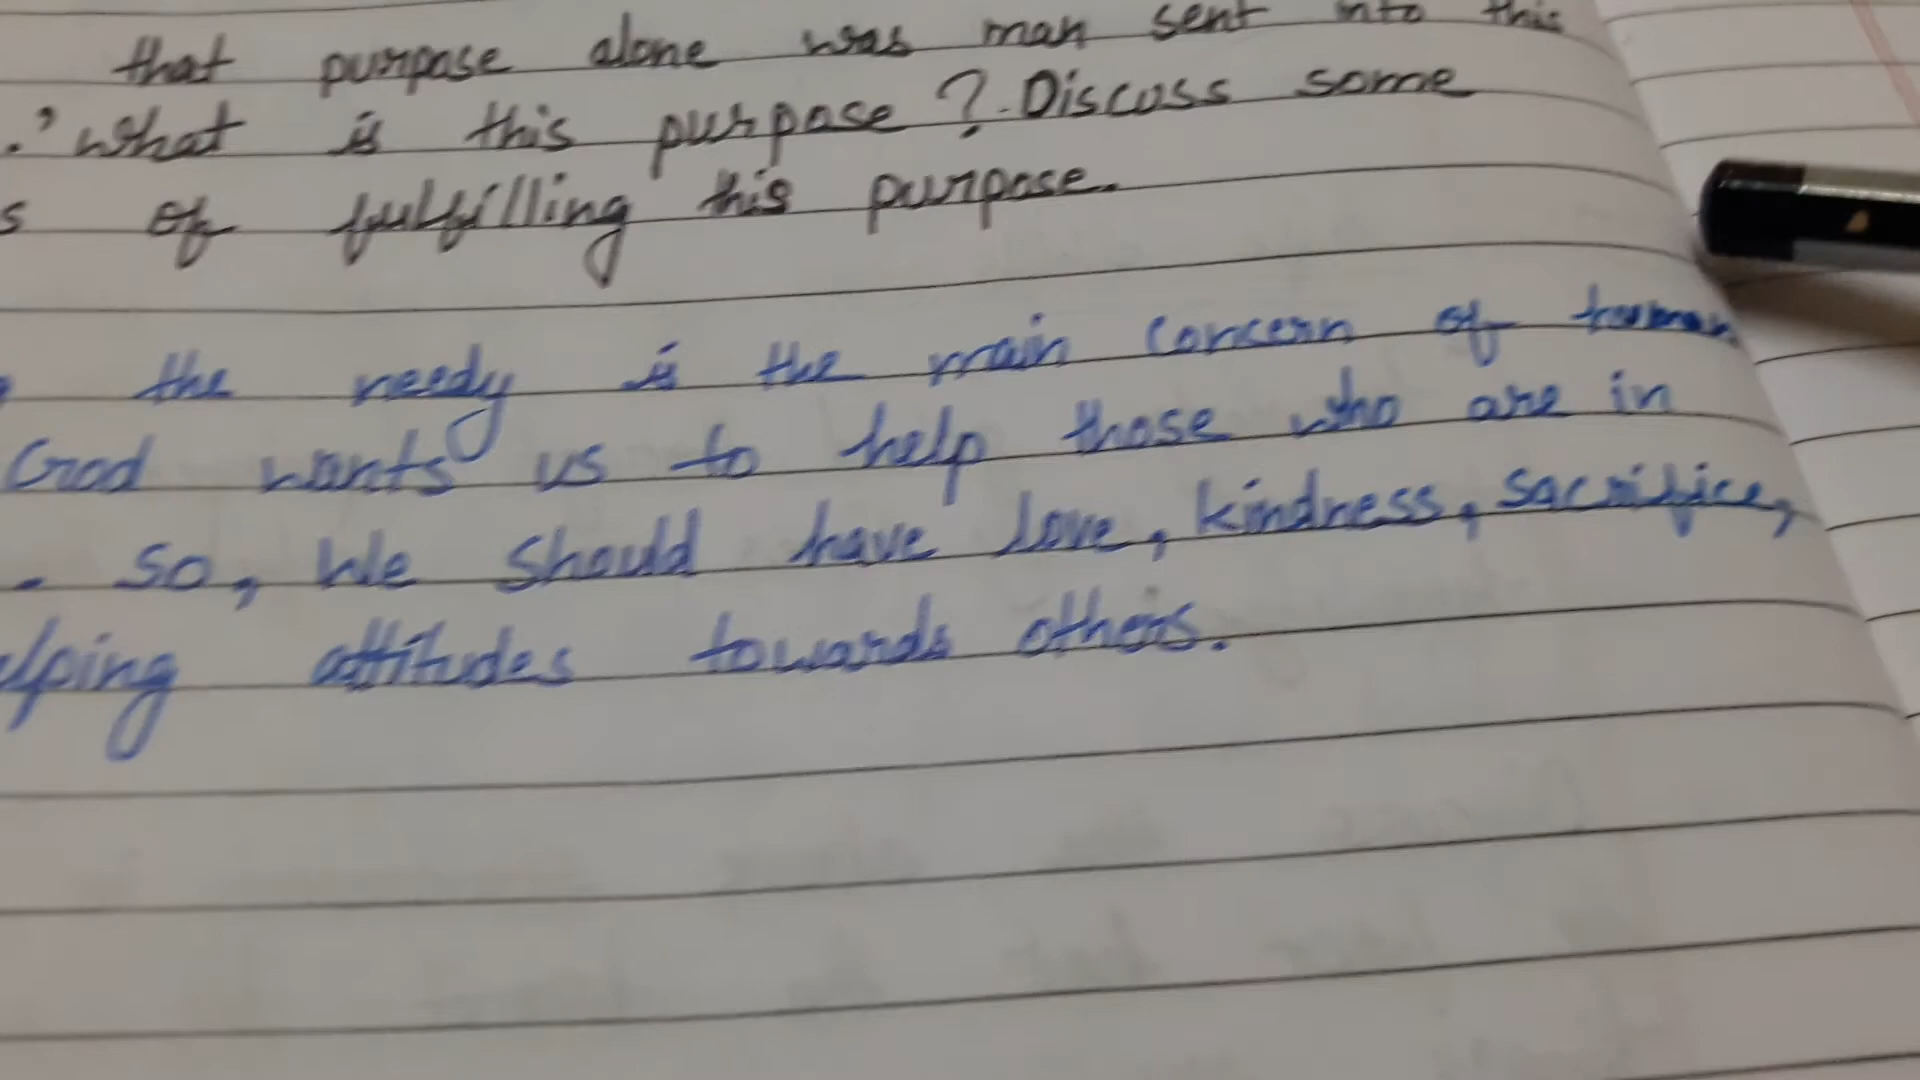 that purpose alone was man sent into this
.' what is this purpose ? Discuss some
s of fulfilling this purpose.
the needy is the main concern of human
God wants us to help those who are in
. So, We should have love, kindness, sacrifice,
lping attitudes towards others.